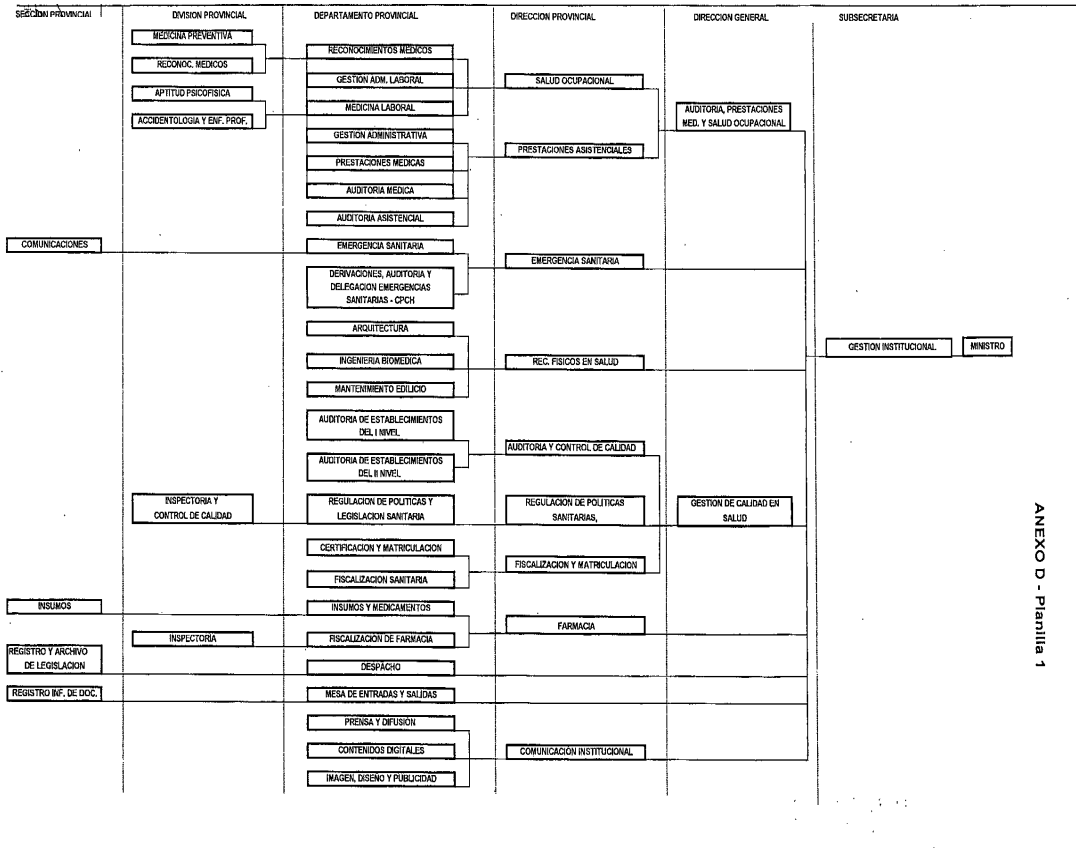 SECCION PROVINCIAL
DIVISION PROVINCIAL
DEPARTAMENTO PROVINCIAL
DIRECCION PROVINCIAL
DIRECCION GENERAL
SUBSECRETARIA
MEDICINA PREVENTIVA
RECONOC. MEDICOS
APTITUD PSICOFISICA
ACCIDENTOLOGIA Y ENF. PROF.
RECONOCIMIENTOS MEDICOS
GESTION ADM. LABORAL
MEDICINA LABORAL
GESTION ADMINISTRATIVA
PRESTACIONES MEDICAS
AUDITORIA MEDICA
AUDITORIA ASISTENCIAL
SALUD OCUPACIONAL
PRESTACIONES ASISTENCIALES
AUDITORIA, PRESTACIONES
MED. Y SALUD OCUPACIONAL
COMUNICACIONES
EMERGENCIA SANITARIA
DERIVACIONES, AUDITORIA Y
DELEGACION EMERGENCIAS
SANITARIAS - CPCH
EMERGENCIA SANITARIA
ARQUITECTURA
INGENIERIA BIOMEDICA
MANTENIMIENTO EDILICIO
REC. FISICOS EN SALUD
GESTION INSTITUCIONAL
MINISTRO
AUDITORIA DE ESTABLECIMIENTOS
DEL I NIVEL
AUDITORIA DE ESTABLECIMIENTOS
DEL II NIVEL
AUDITORIA Y CONTROL DE CALIDAD
INSPECTORIA Y
CONTROL DE CALIDAD
REGULACION DE POLITICAS Y
LEGISLACION SANITARIA
REGULACION DE POLITICAS
SANITARIAS,
GESTION DE CALIDAD EN
SALUD
CERTIFICACION Y MATRICULACION
FISCALIZACION SANITARIA
FISCALIZACION Y MATRICULACION
INSUMOS
INSUMOS Y MEDICAMENTOS
FARMACIA
INSPECTORIA
FISCALIZACION DE FARMACIA
REGISTRO Y ARCHIVO
DE LEGISLACION
DESPACHO
REGISTRO INF. DE DOC.
MESA DE ENTRADAS Y SALIDAS
PRENSA Y DIFUSIÓN
CONTENIDOS DIGITALES
IMAGEN, DISEÑO Y PUBLICIDAD
COMUNICACIÓN INSTITUCIONAL
ANEXO D - Planilla 1